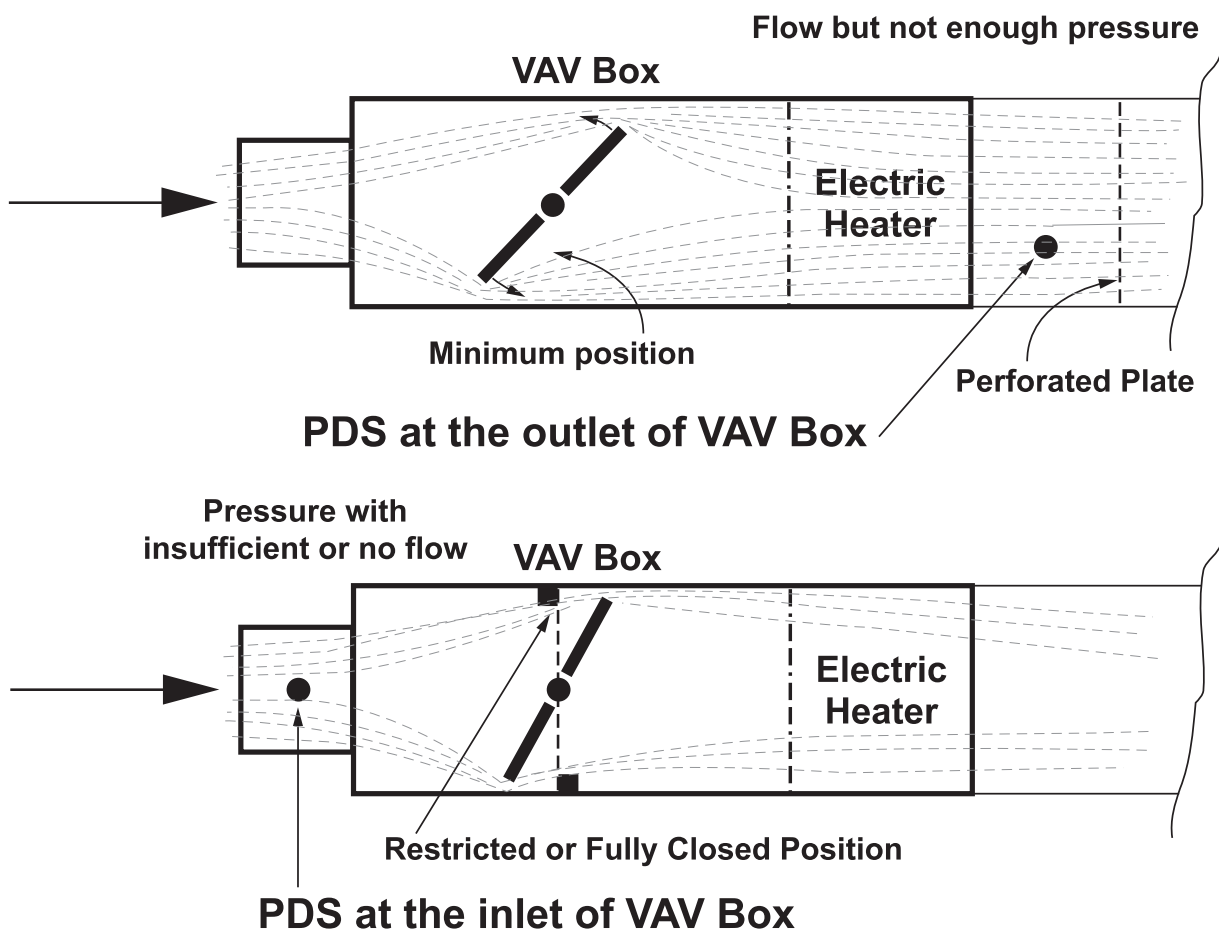 Flow but not enough pressure
VAV Box
Electric
Heater
Minimum position
Perforated Plate
PDS at the outlet of VAV Box
Pressure with
insufficient or no flow
VAV Box
Electric
Heater
Restricted or Fully Closed Position
PDS at the inlet of VAV Box